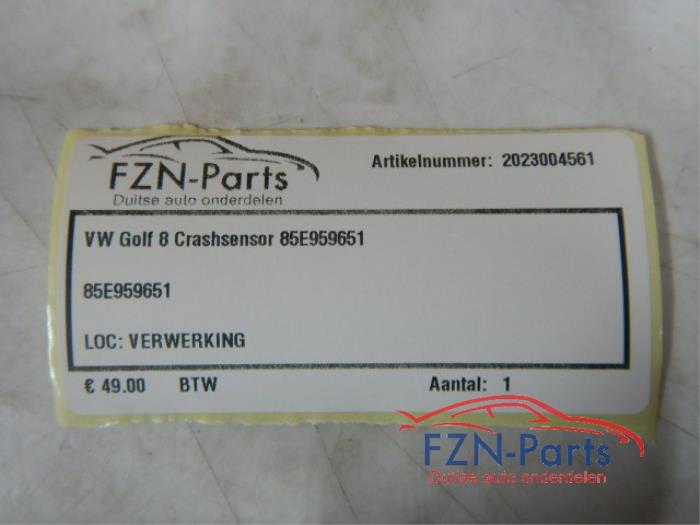 FZN-Parts
Duitse auto onderdelen
Artikelnummer: 2023004561
VW Golf 8 Crashsensor 85E959651
85E959651
LOC: VERWERKING
€ 49.00 BTW Aantal: 1
FZN-Parts
Duitse auto onderdelen